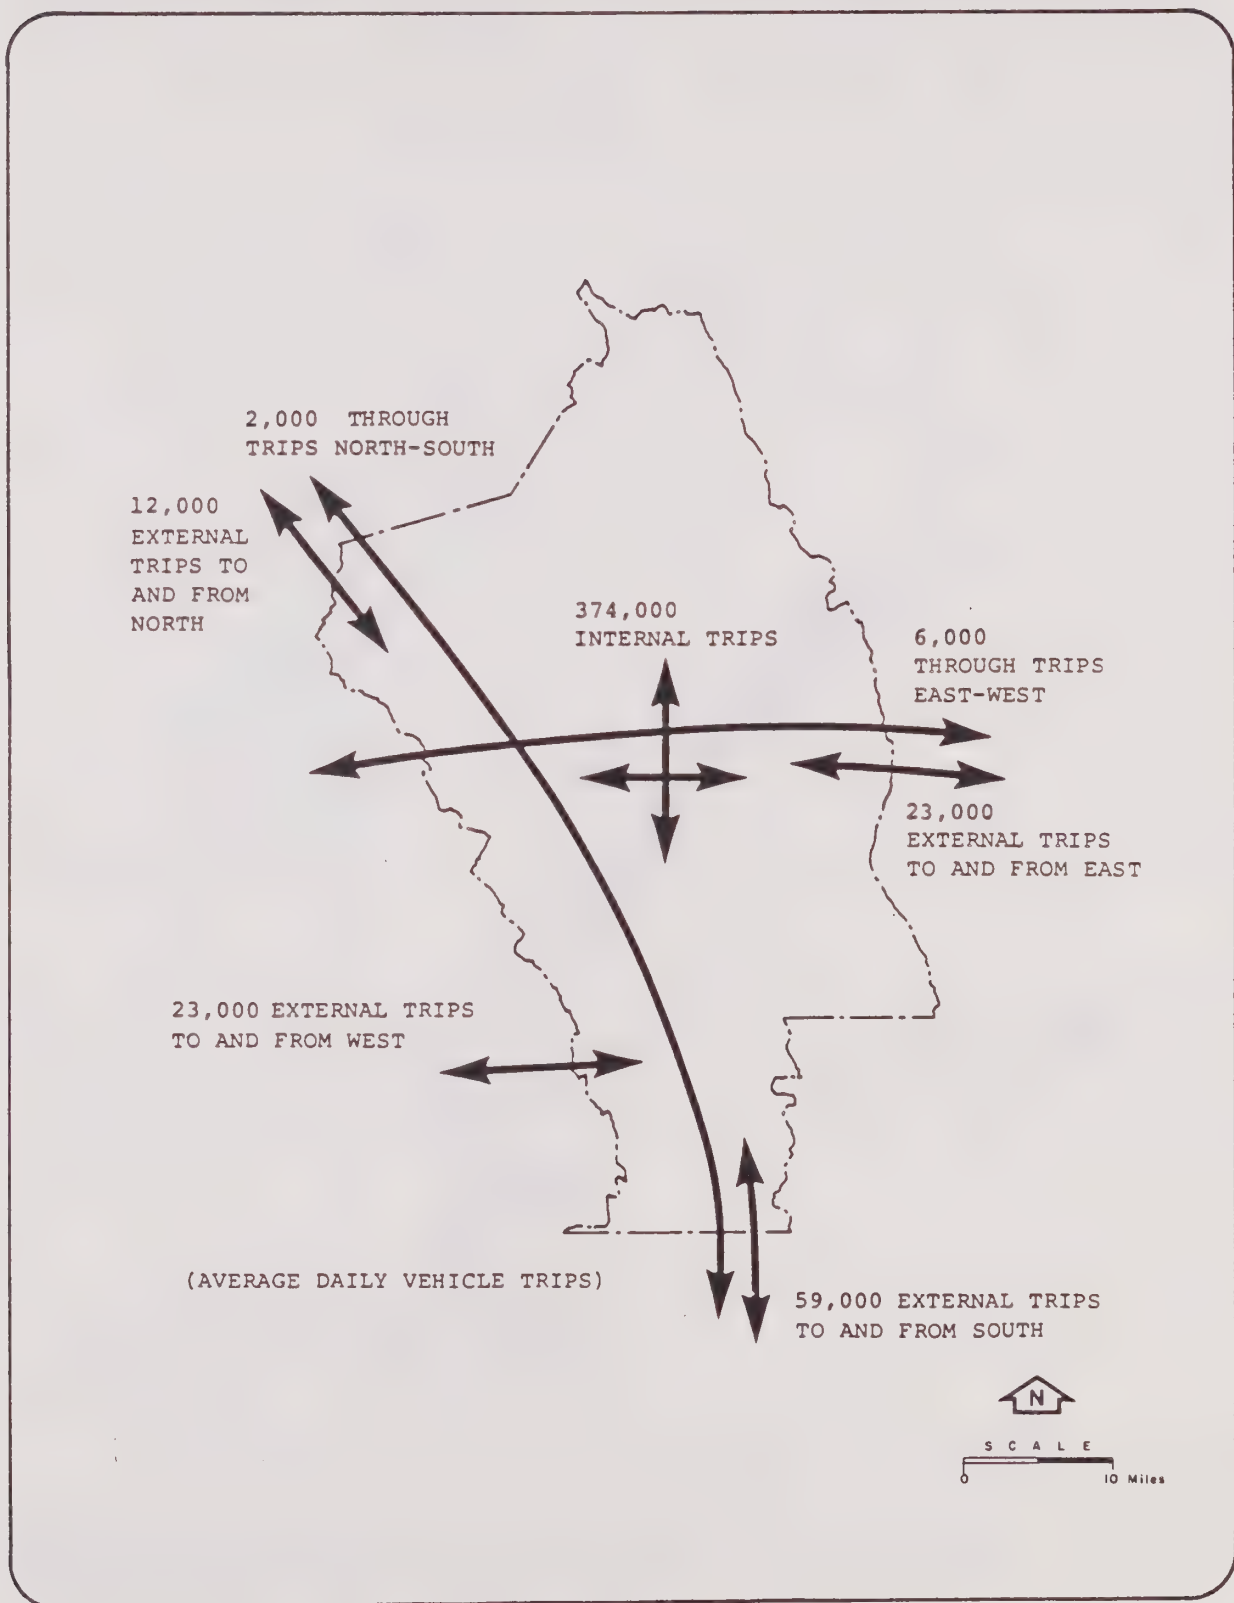 2,000 THROUGH
TRIPS NORTH-SOUTH
12,000
EXTERNAL
TRIPS TO
AND FROM
NORTH
374,000
INTERNAL TRIPS
6,000
THROUGH TRIPS
EAST-WEST
23,000
EXTERNAL TRIPS
TO AND FROM EAST
23,000 EXTERNAL TRIPS
TO AND FROM WEST
(AVERAGE DAILY VEHICLE TRIPS)
59,000 EXTERNAL TRIPS
TO AND FROM SOUTH
N
SCALE
0 10 Miles